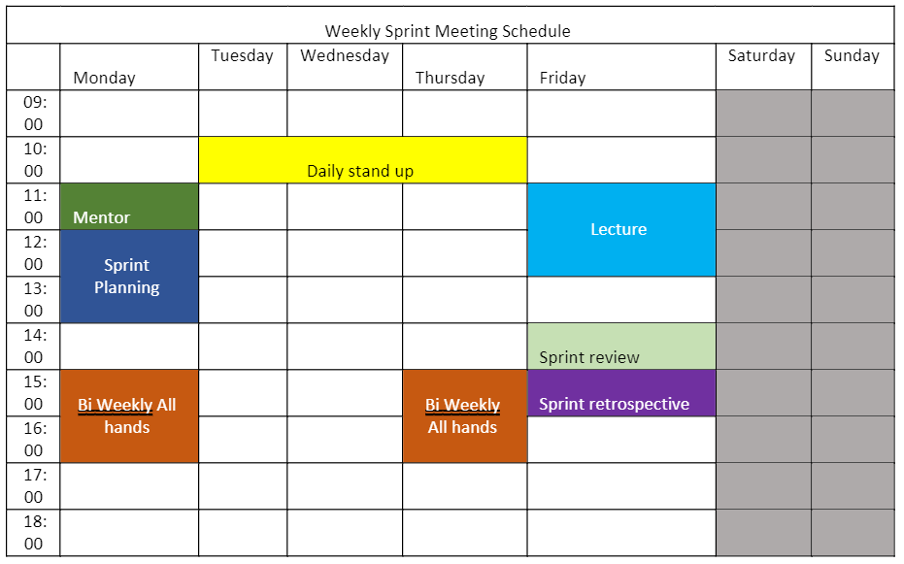 Weekly Sprint Meeting Schedule
Monday Tuesday Wednesday Thursday Friday Saturday Sunday
09:
00
10:
00 Daily stand up
11:
00 Mentor
Lecture
12:
00 Sprint
Planning
13:
00
14:
00 Sprint review
15:
00 Bi Weekly All
hands
Bi Weekly
All hands
Sprint retrospective
16:
00
17:
00
18:
00